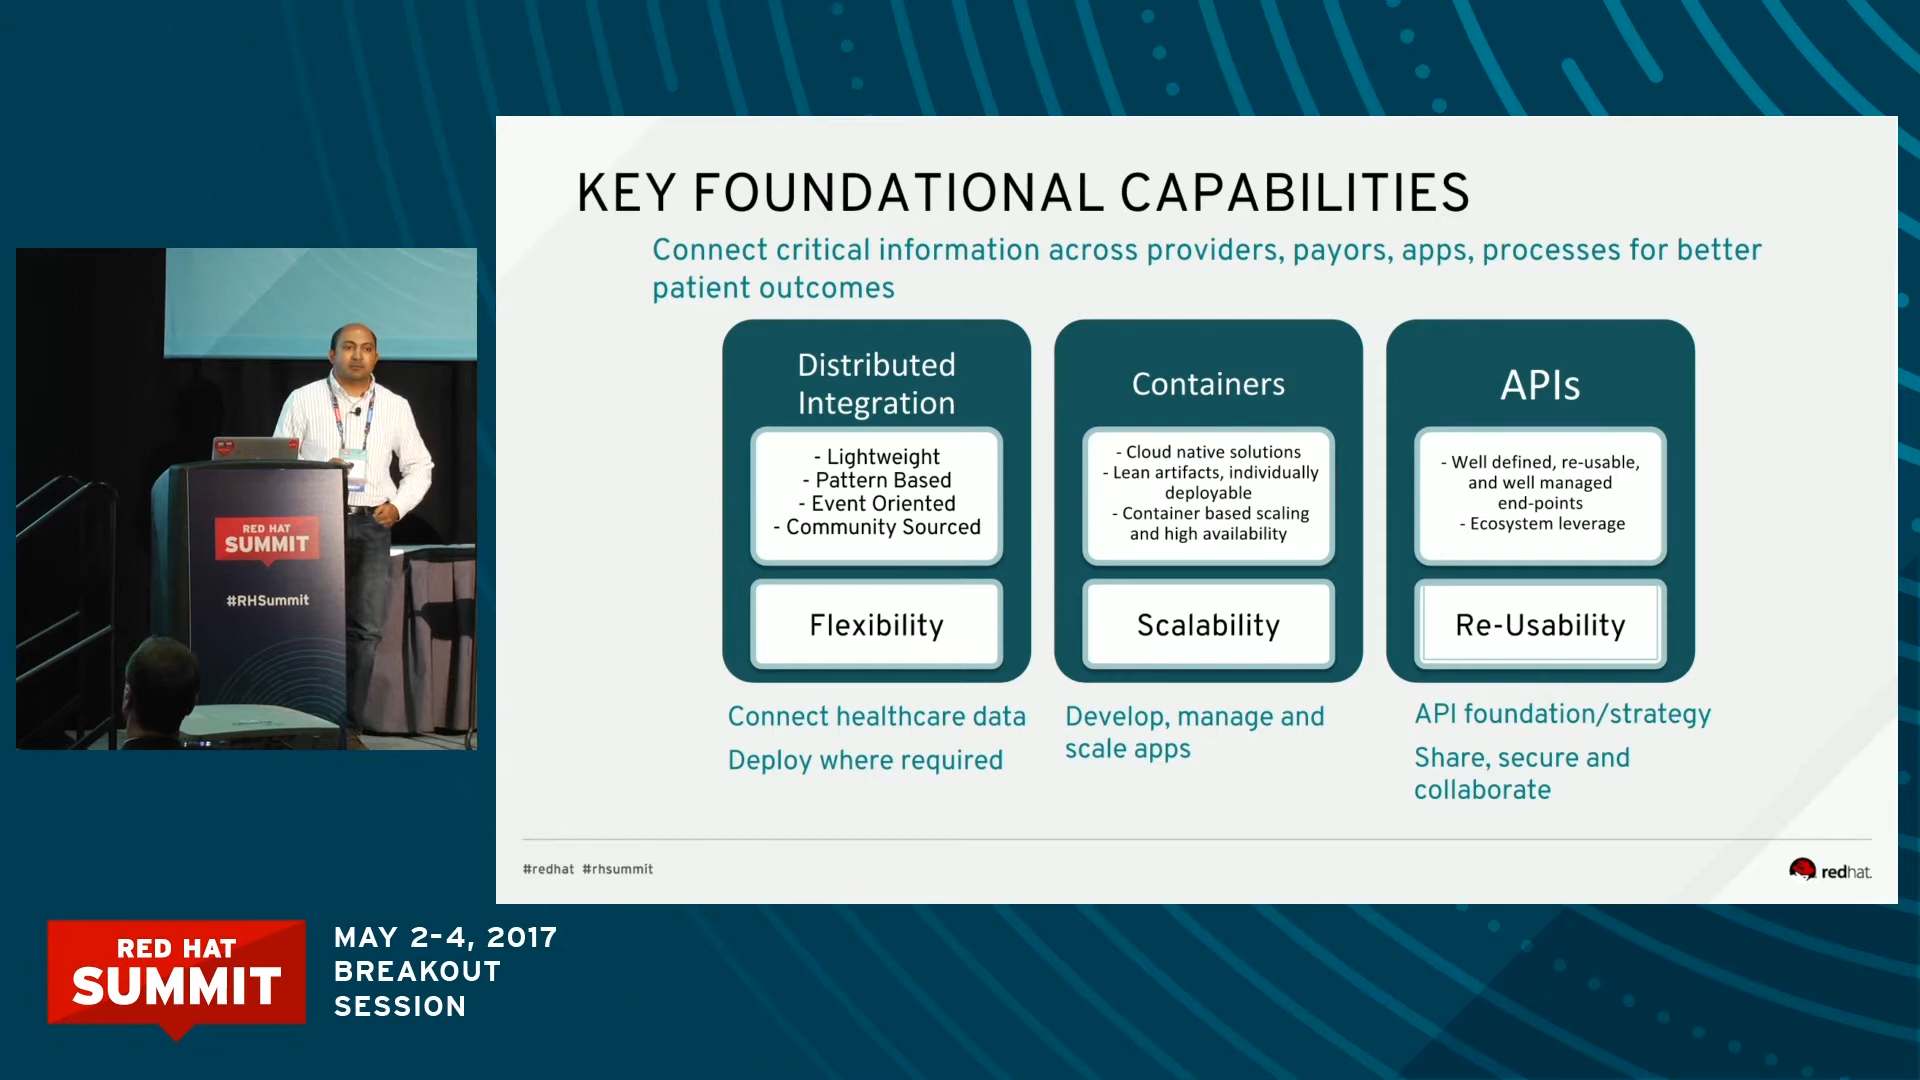 KEY FOUNDATIONAL CAPABILITIES
Connect critical information across providers, payors, apps, processes for better
patient outcomes
Distributed
Integration
- Lightweight
- Pattern Based
- Event Oriented
- Community Sourced
Flexibility
Connect healthcare data
Deploy where required
Containers
- Cloud native solutions
- Lean artifacts, individually
deployable
- Container based scaling
and high availability
Scalability
Develop, manage and
scale apps
APIs
- Well defined, re-usable,
and well managed
end-points
- Ecosystem leverage
Re-Usability
API foundation/strategy
Share, secure and
collaborate
#redhat #rhsummit
redhat.
RED HAT
SUMMIT
#RHSummit
RED HAT
SUMMIT
MAY 2-4, 2017
BREAKOUT
SESSION